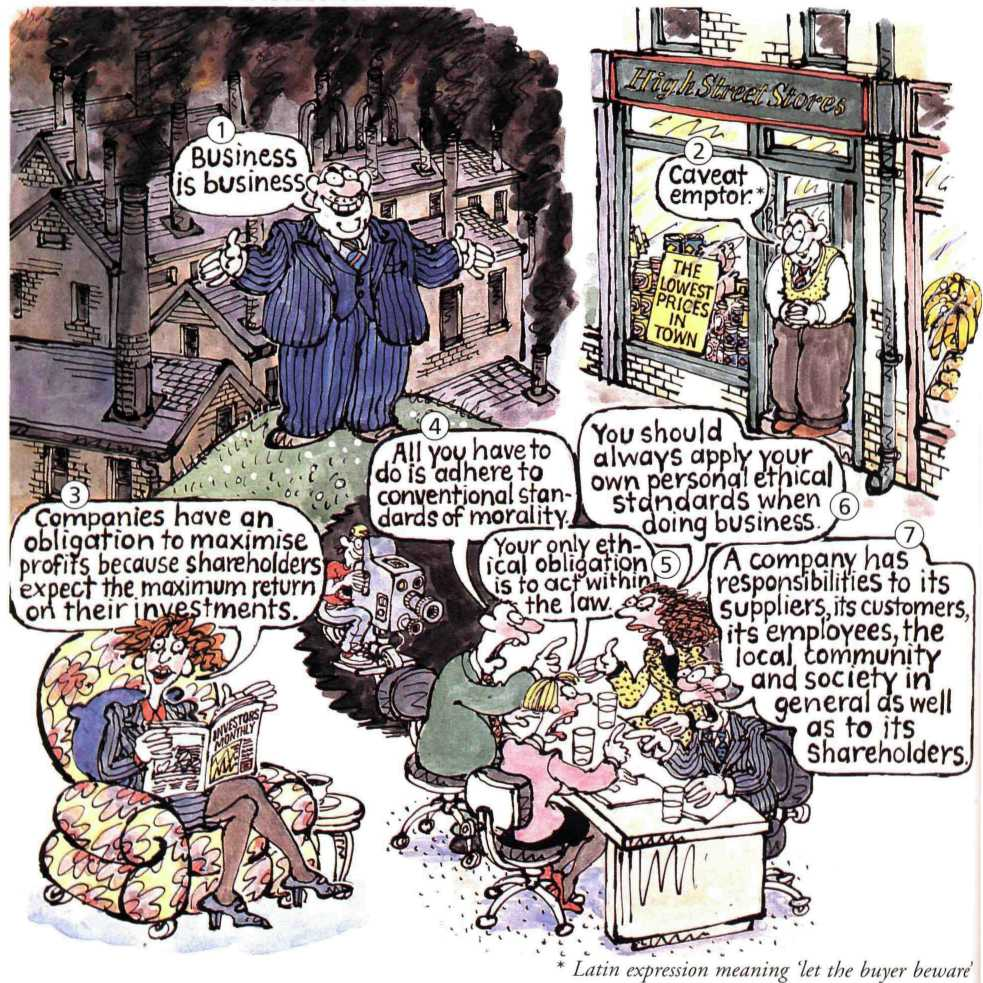 1
Business
is business
High Street Stores
2
Caveat
emptor.*
THE
LOWEST
PRICES
IN
TOWN
3
Companies have an
obligation to maximise
profits because shareholders
expect the maximum return
on their investments.
INVESTORS
MONTHLY
4
All you have to
do is adhere to
conventional stan-
dards of morality.
5
Your only eth-
ical obligation
is to act within
the law.
You should
always apply your
own personal ethical
standards when
doing business.
6
7
A company has
responsibilities to its
suppliers, its customers,
its employees, the
local community
and society in
general as well
as to its
shareholders.
* Latin expression meaning 'let the buyer beware'